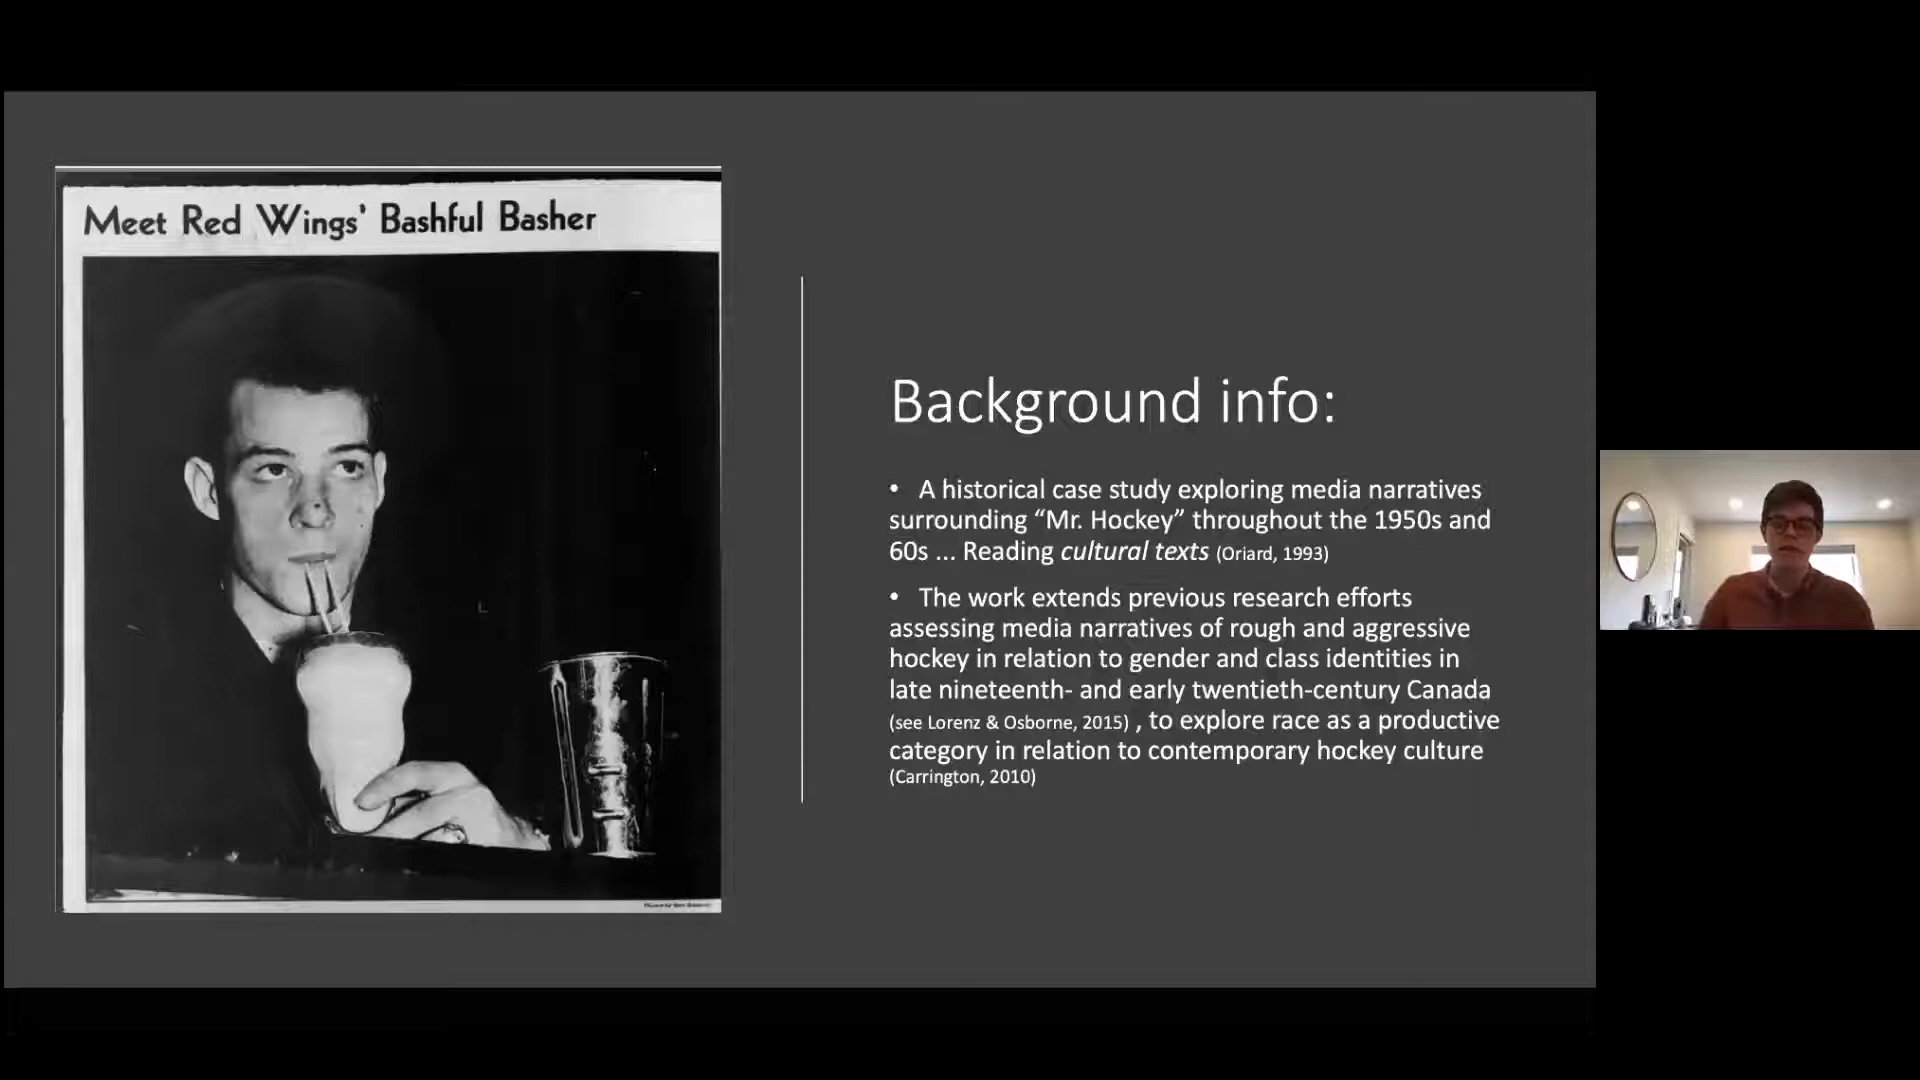 Meet Red Wings' Bashful Basher
Background info:
• A historical case study exploring media narratives
surrounding “Mr. Hockey” throughout the 1950s and
60s ... Reading cultural texts (Oriard, 1993)
• The work extends previous research efforts
assessing media narratives of rough and aggressive
hockey in relation to gender and class identities in
late nineteenth- and early twentieth-century Canada
(see Lorenz & Osborne, 2015) , to explore race as a productive
category in relation to contemporary hockey culture
(Carrington, 2010)